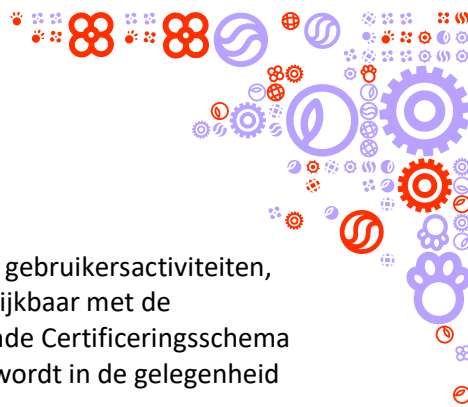 gebruikersactiviteiten,
ijkbaar met de
nde Certificeringsschema
wordt in de gelegenheid